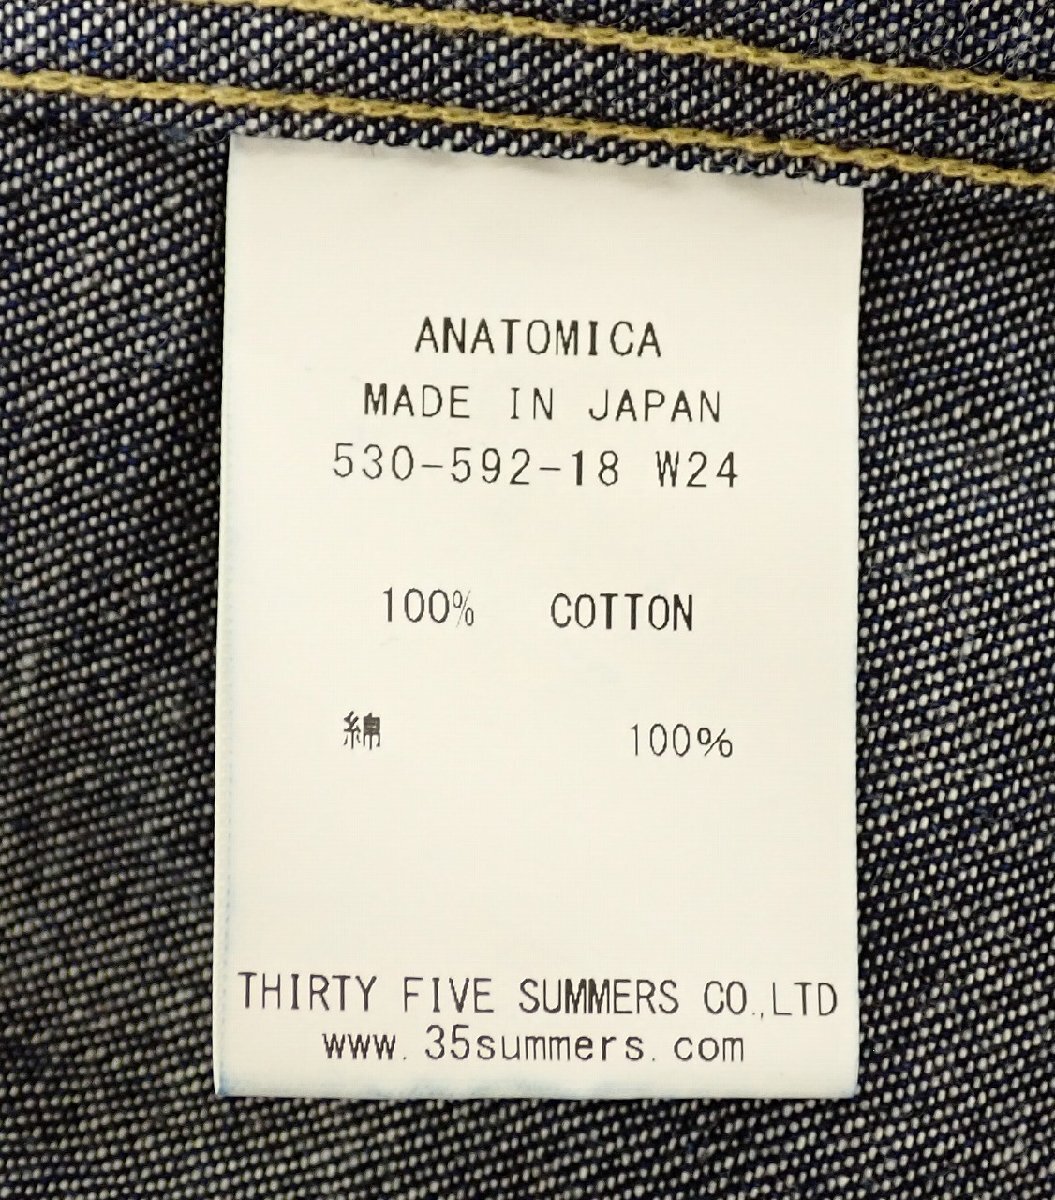 ANATOMICA
MADE IN JAPAN
530-592-18 W24
100% COTTON
綿 100%
THIRTY FIVE SUMMERS CO.,LTD
www.35summers.com